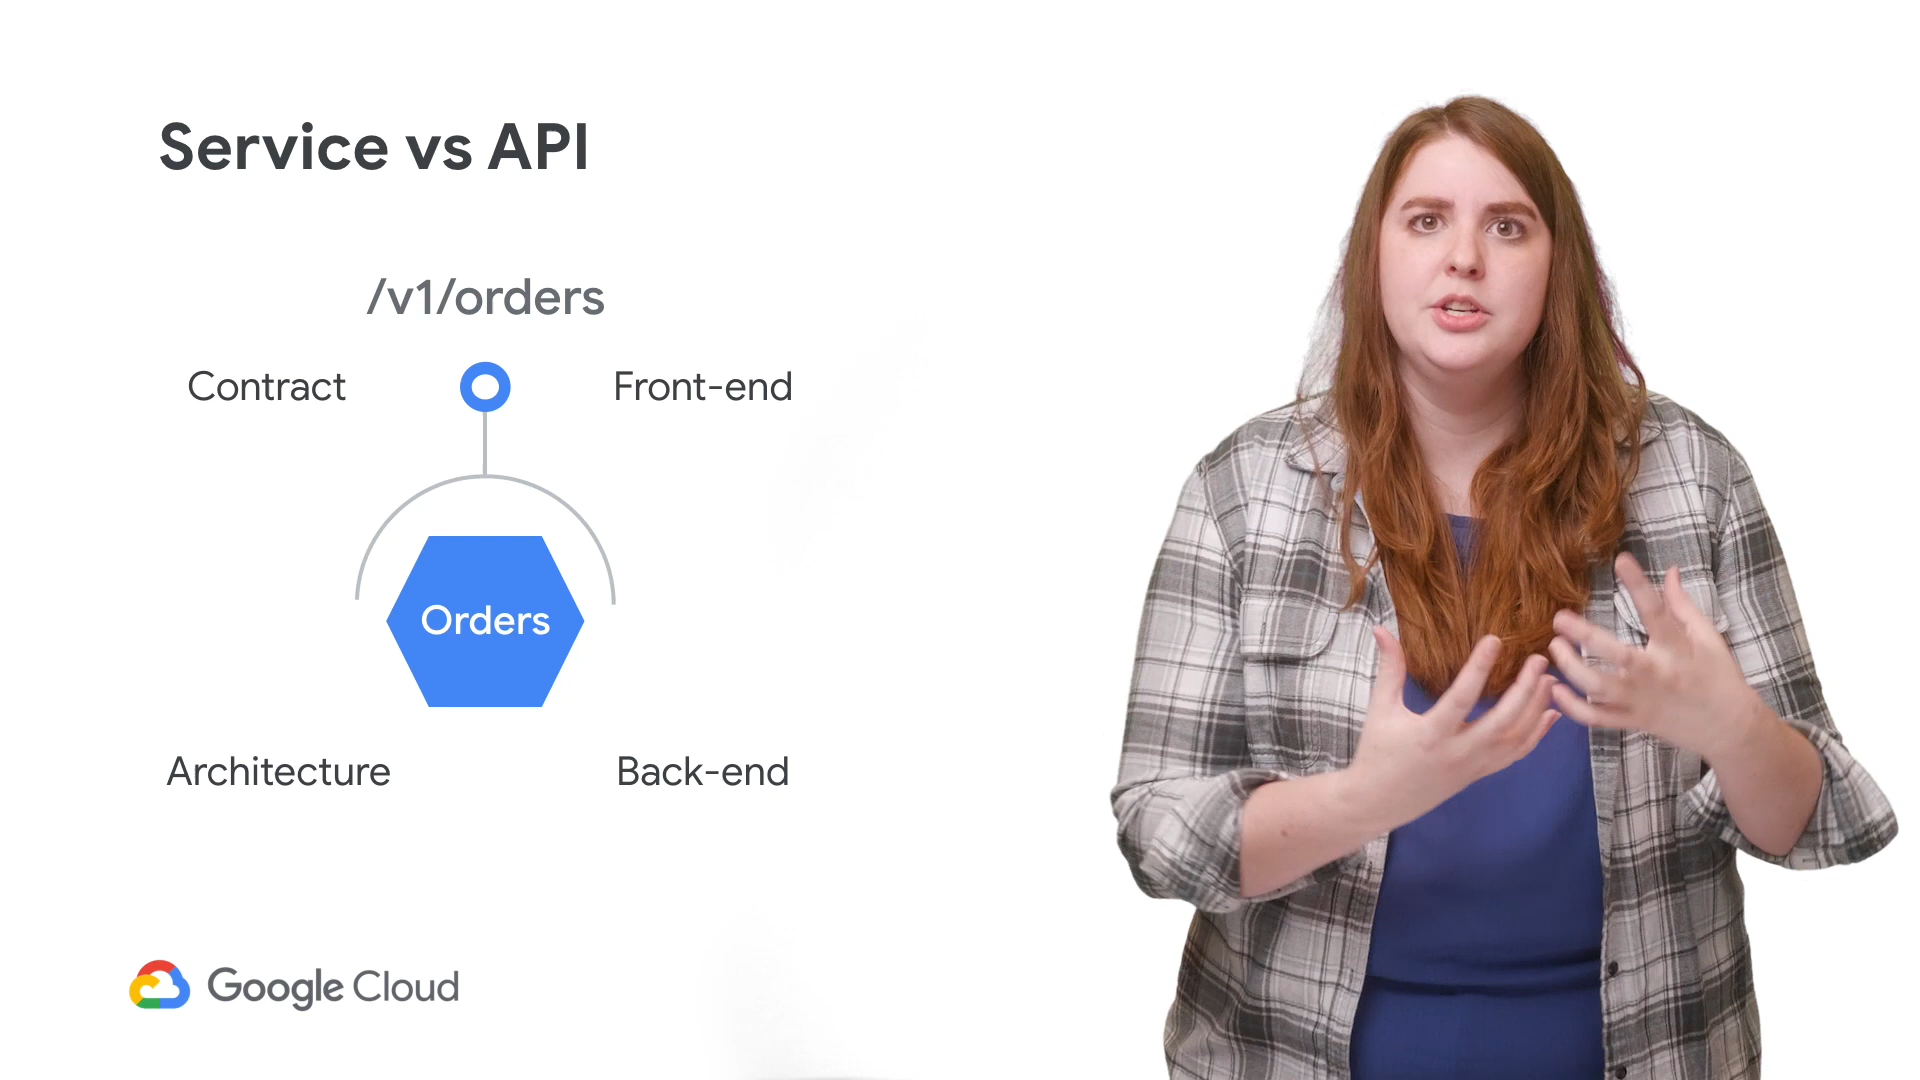 Service vs API
/v1/orders
Contract
Front-end
Orders
Architecture
Back-end
Google Cloud